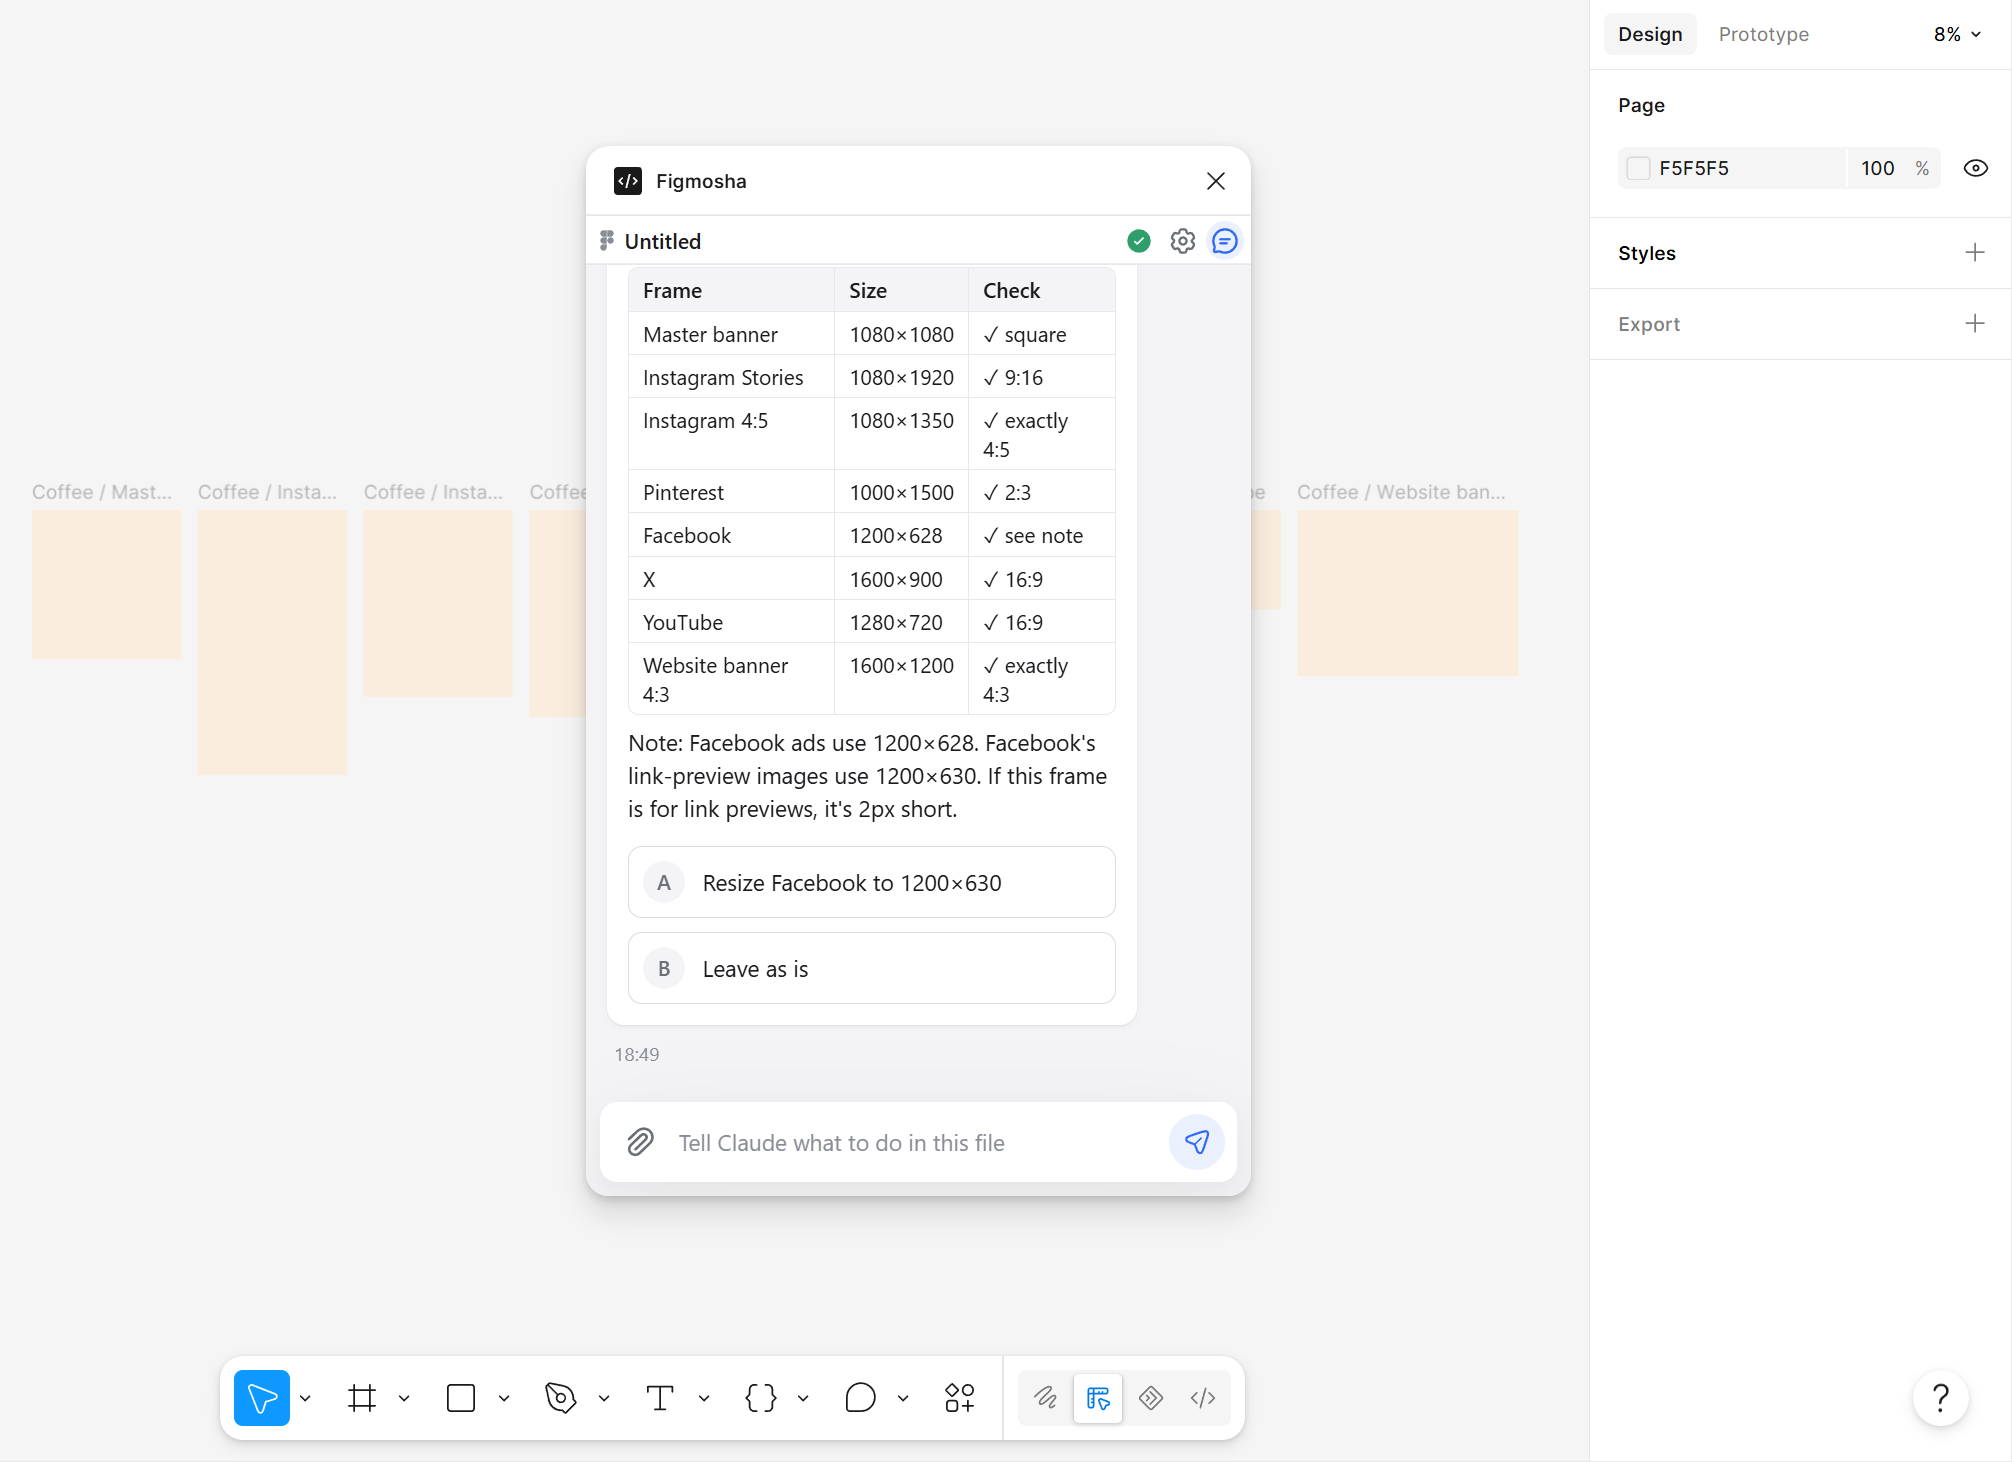 Design Prototype 8%
Page
F5F5F5 100 %
Styles
Export
Figmosha
Untitled
Frame Size Check
Master banner 1080×1080 ✓ square
Instagram Stories 1080×1920 ✓ 9:16
Instagram 4:5 1080×1350 ✓ exactly
4:5
Pinterest 1000×1500 ✓ 2:3
Facebook 1200×628 ✓ see note
X 1600×900 ✓ 16:9
YouTube 1280×720 ✓ 16:9
Website banner 1600×1200 ✓ exactly
4:3 4:3
Note: Facebook ads use 1200×628. Facebook's
link-preview images use 1200×630. If this frame
is for link previews, it's 2px short.
A Resize Facebook to 1200×630
B Leave as is
18:49
Tell Claude what to do in this file
Coffee / Mast...
Coffee / Insta...
Coffee / Insta...
Coffee
Coffee / Website ban...
?